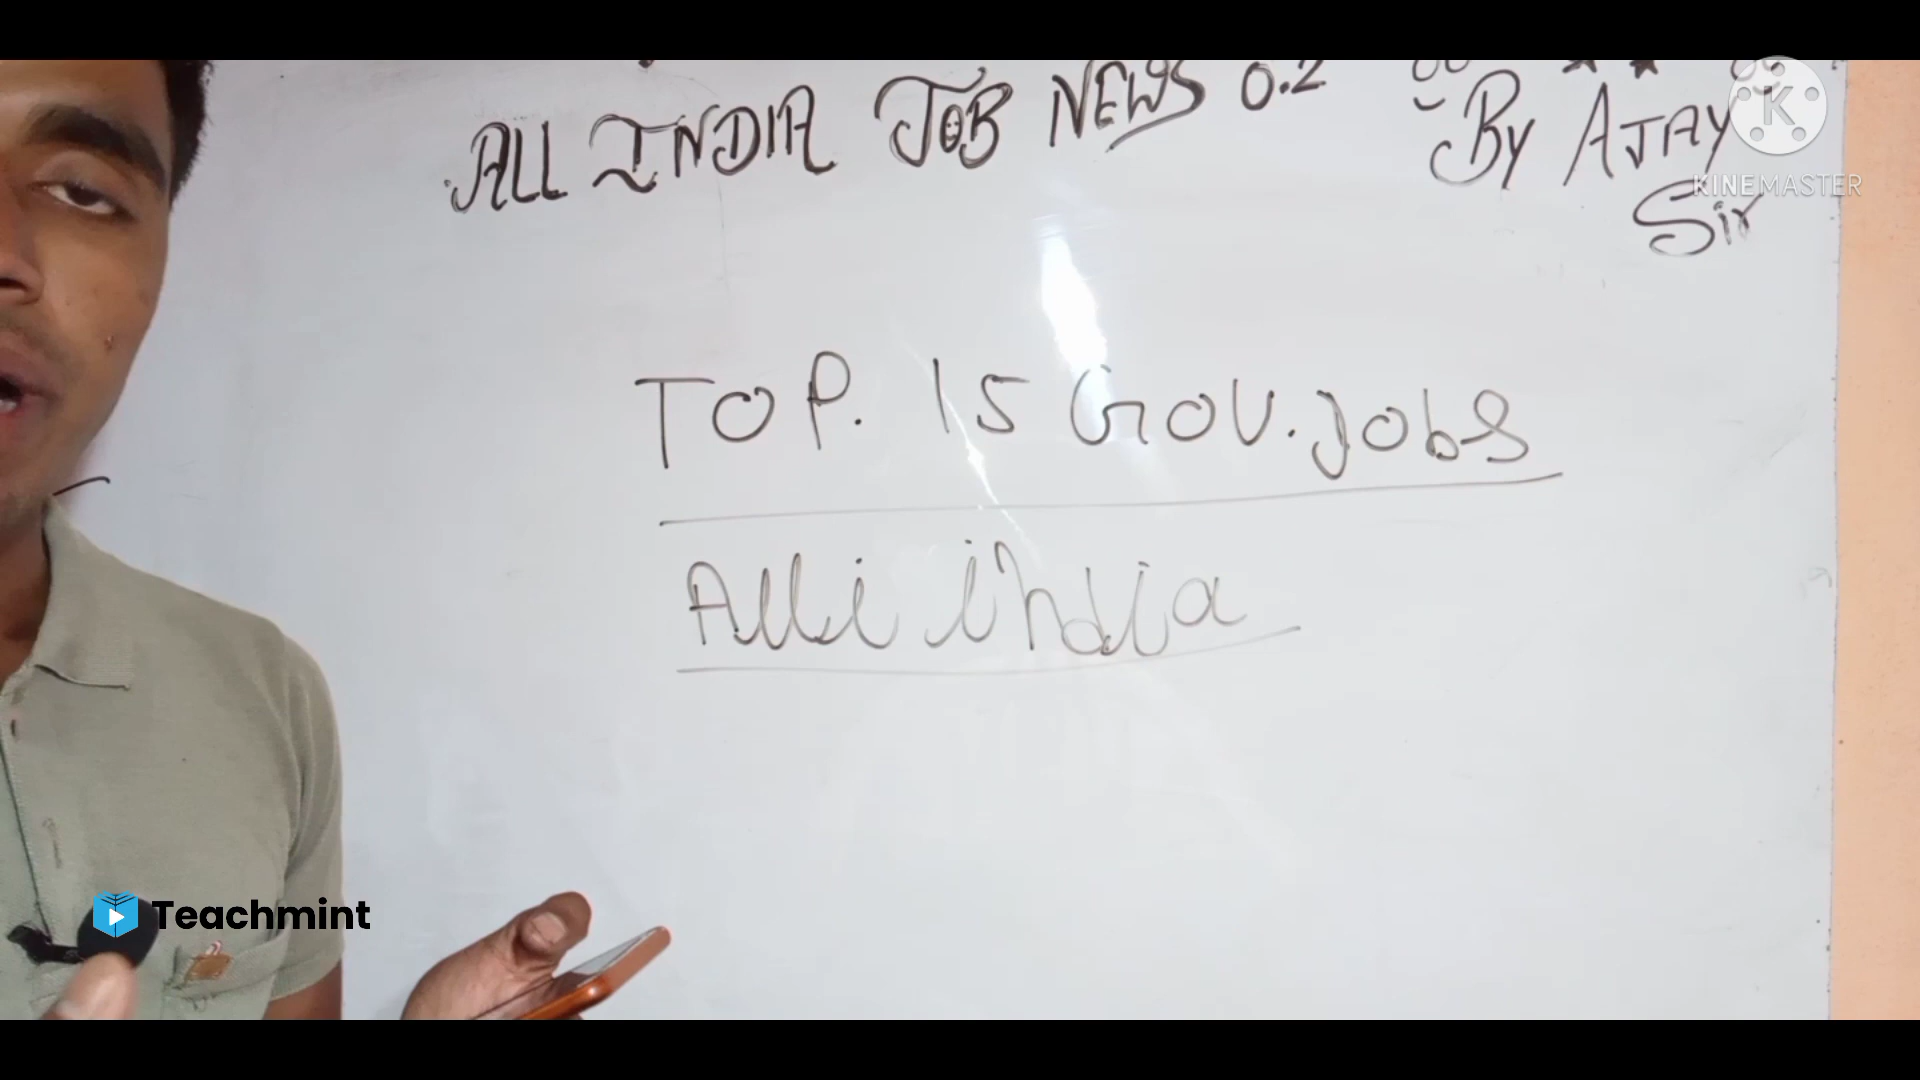 ALL INDIA JOB NEWS 0.2
By AJAY
Sir
KINEMASTER
TOP. 15 GOV. Jobs
All india
Teachmint